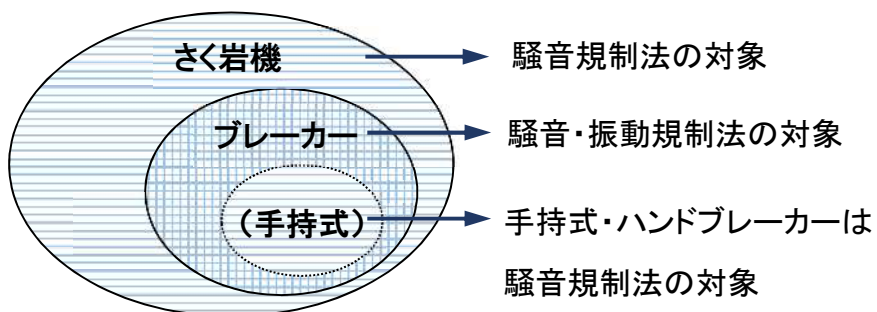 さく岩機
騒音規制法の対象
ブレーカー
騒音・振動規制法の対象
（手持式）
手持式・ハンドブレーカーは
騒音規制法の対象